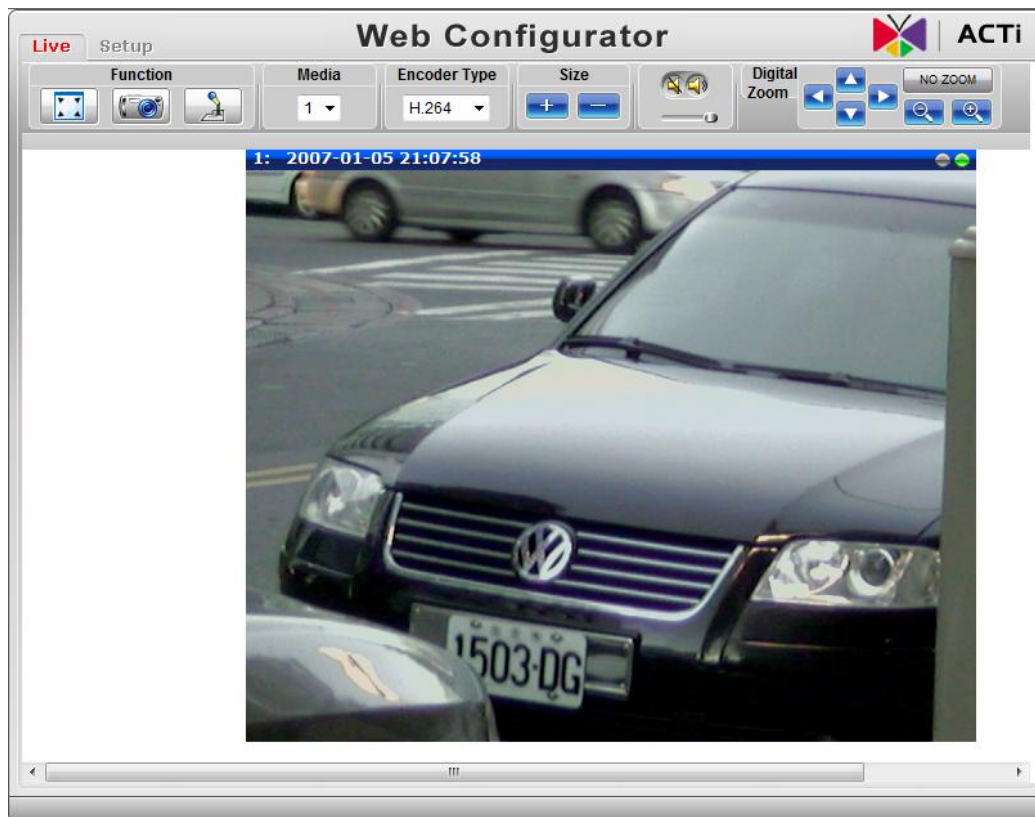 Live
Setup
Web Configurator
ACTi
Function
Media
Encoder Type
Size
Digital Zoom
1
H.264
NO ZOOM
1: 2007-01-05 21:07:58
1503-DG